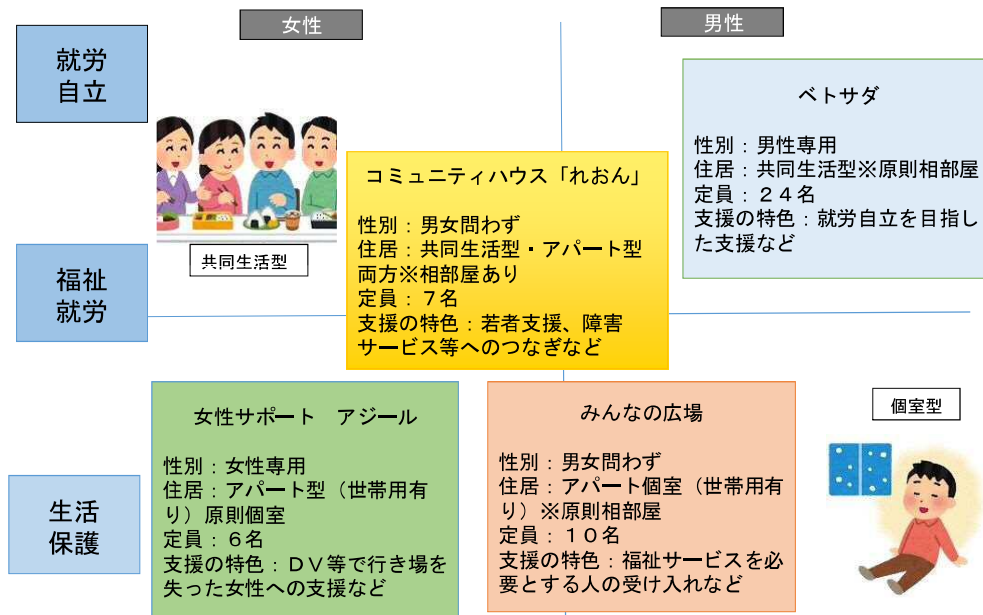 女性
男性
就労
自立
ベトサダ
性別：男性専用
住居：共同生活型※原則相部屋
定員：２４名
支援の特色：就労自立を目指し
た支援など
コミュニティハウス「れおん」
性別：男女問わず
住居：共同生活型・アパート型
両方※相部屋あり
定員：７名
支援の特色：若者支援、障害
サービス等へのつなぎなど
共同生活型
福祉
就労
女性サポート　アジール
性別：女性専用
住居：アパート型（世帯用有
り）原則個室
定員：６名
支援の特色：ＤＶ等で行き場を
失った女性への支援など
みんなの広場
性別：男女問わず
住居：アパート個室（世帯用有
り）※原則相部屋
定員：１０名
支援の特色：福祉サービスを必
要とする人の受け入れなど
個室型
生活
保護